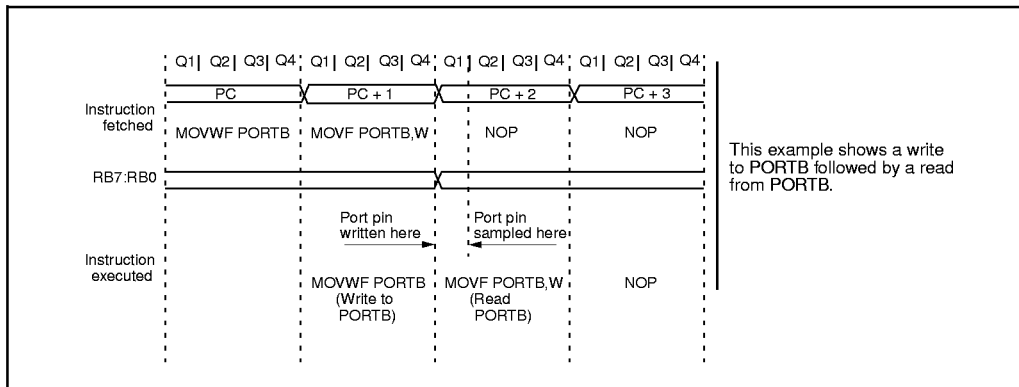 Q1| Q2| Q3| Q4 Q1| Q2| Q3| Q4 Q1| Q2| Q3| Q4 Q1| Q2| Q3| Q4
PC PC + 1 PC + 2 PC + 3
Instruction
fetched
MOVWF PORTB MOVF PORTB,W NOP NOP
This example shows a write
to PORTB followed by a read
from PORTB.
RB7:RB0
Port pin
written here
Port pin
sampled here
Instruction
executed
MOVWF PORTB
(Write to
PORTB)
MOVF PORTB,W
(Read
PORTB)
NOP